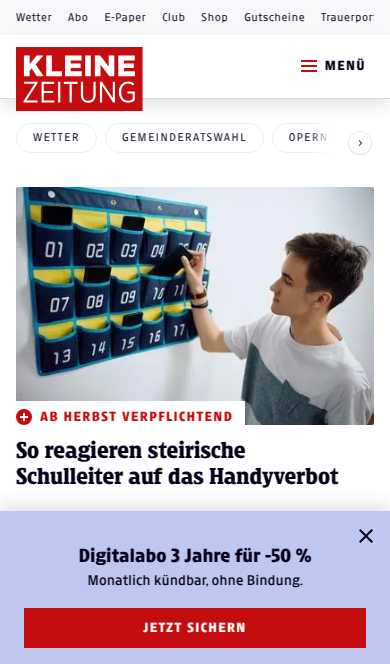 Wetter Abo E-Paper Club Shop Gutscheine Trauerpor
KLEINE
ZEITUNG
MENÜ
WETTER GEMEINDERATSWAHL OPERN
01 02 03 04 05 06
07 08 09 10 11
13 14 15 16 17
AB HERBST VERPFLICHTEND
So reagieren steirische
Schulleiter auf das Handyverbot
Digitalabo 3 Jahre für -50 %
Monatlich kündbar, ohne Bindung.
JETZT SICHERN